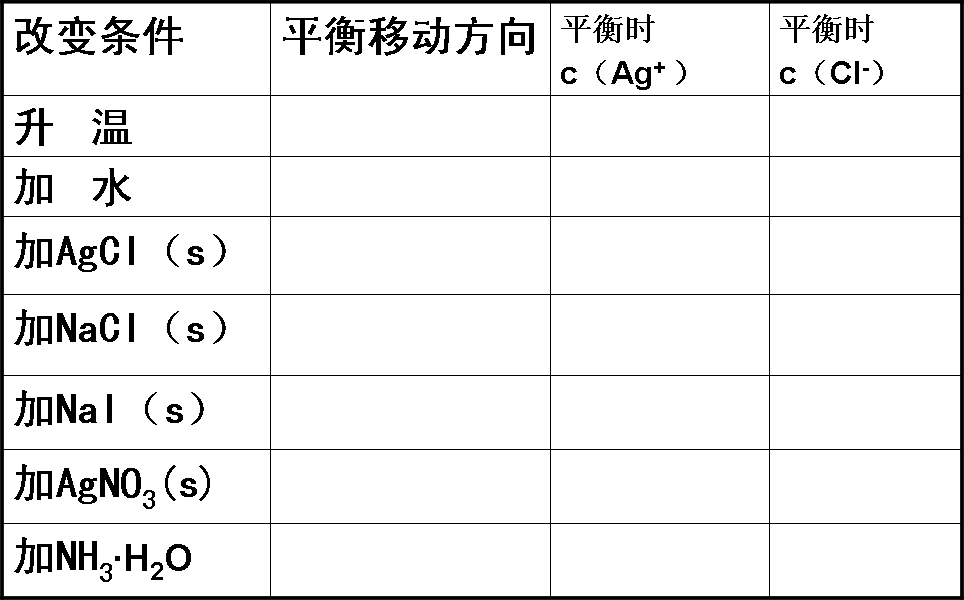 改变条件 平衡移动方向 平衡时 c（Ag⁺） 平衡时 c（Cl⁻）
升 温
加 水
加AgCl（s）
加NaCl（s）
加NaI（s）
加AgNO₃(s)
加NH₃·H₂O